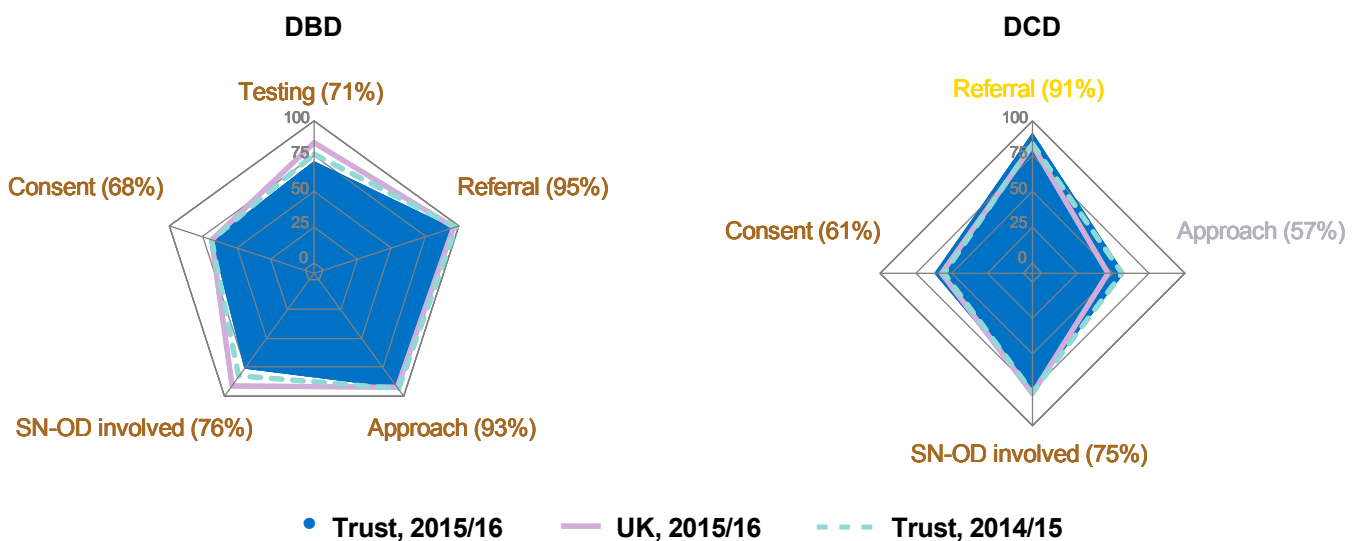 DBD
DCD
Testing (71%)
100
75
50
25
0
Consent (68%)
Referral (95%)
SN-OD involved (76%)
Approach (93%)
Referral (91%)
100
75
50
25
0
Consent (61%)
Approach (57%)
SN-OD involved (75%)
Trust, 2015/16
UK, 2015/16
Trust, 2014/15